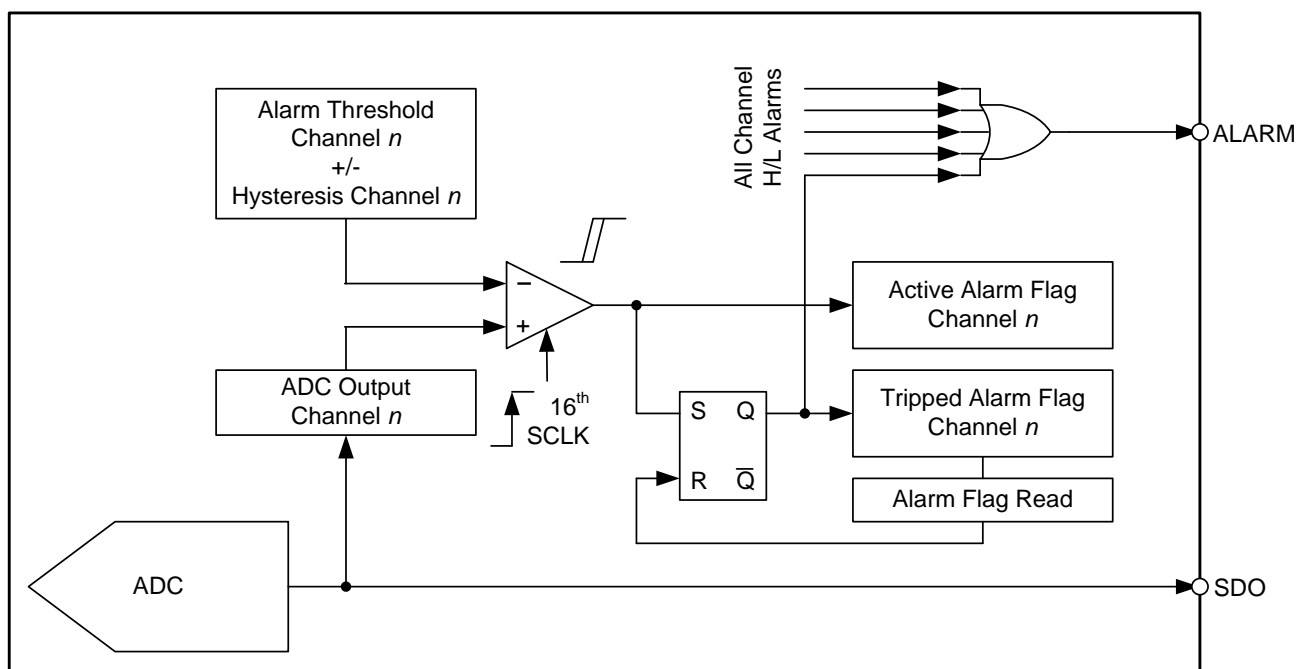 Alarm Threshold
Channel n
+/-
Hysteresis Channel n
All Channel
H/L Alarms
ALARM
−
+
Active Alarm Flag
Channel n
ADC Output
Channel n
16th
SCLK
S Q
R Q̅
Tripped Alarm Flag
Channel n
Alarm Flag Read
ADC
SDO